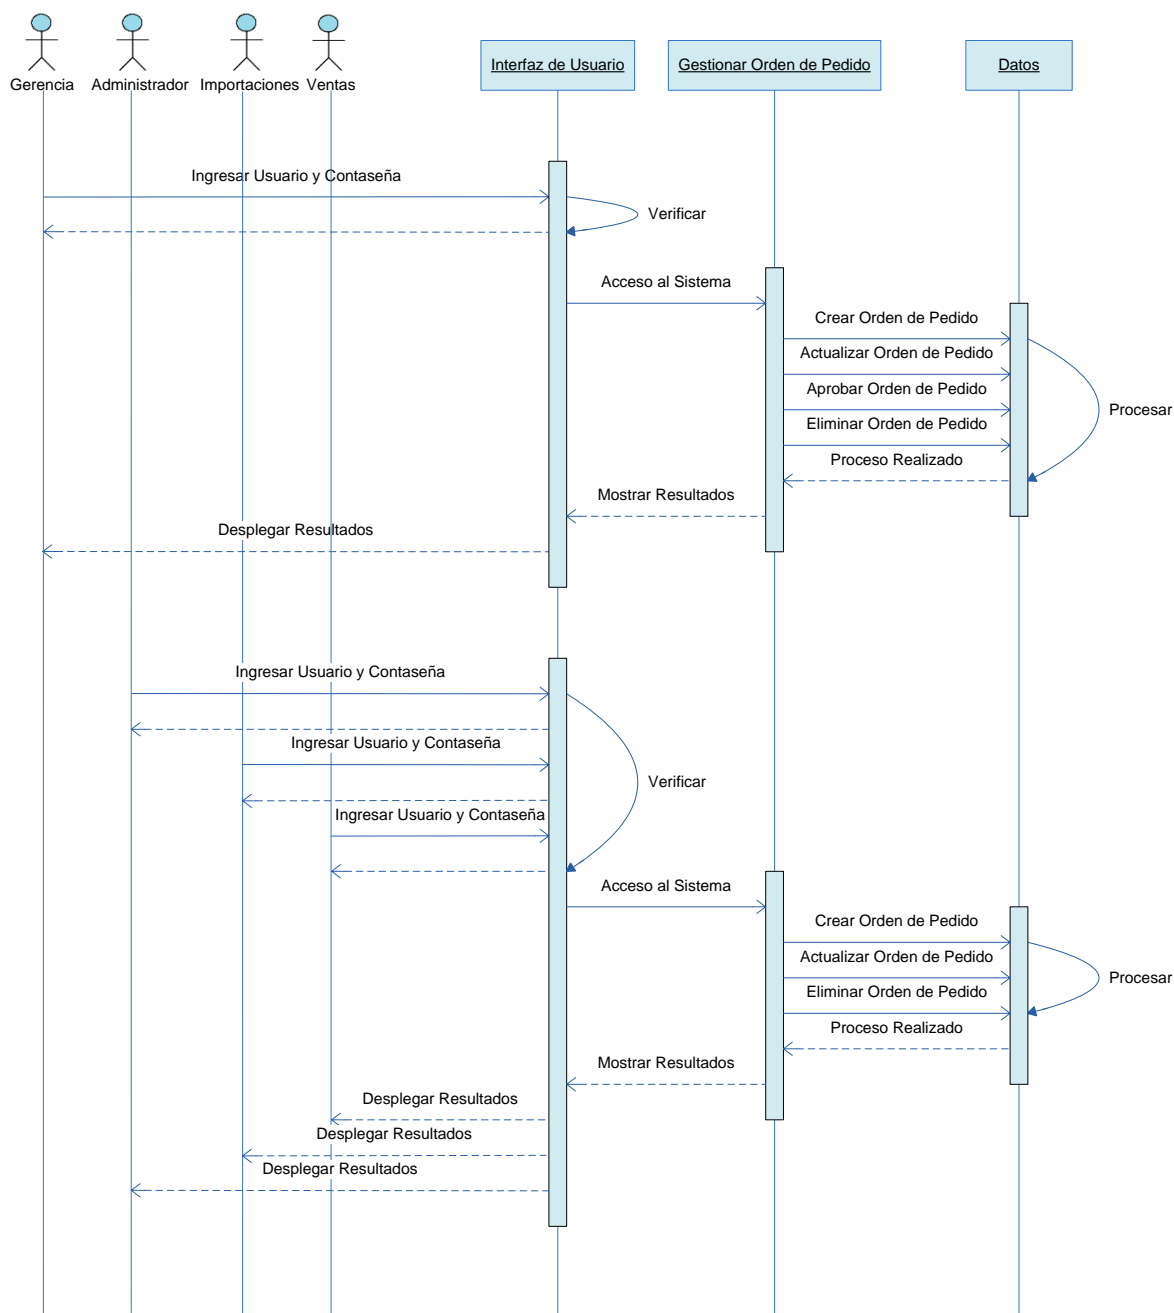 Gerencia
Administrador
Importaciones
Ventas
Interfaz de Usuario
Gestionar Orden de Pedido
Datos
Ingresar Usuario y Contaseña
Verificar
Acceso al Sistema
Crear Orden de Pedido
Actualizar Orden de Pedido
Aprobar Orden de Pedido
Procesar
Eliminar Orden de Pedido
Proceso Realizado
Mostrar Resultados
Desplegar Resultados
Ingresar Usuario y Contaseña
Ingresar Usuario y Contaseña
Verificar
Ingresar Usuario y Contaseña
Acceso al Sistema
Crear Orden de Pedido
Actualizar Orden de Pedido
Procesar
Eliminar Orden de Pedido
Proceso Realizado
Mostrar Resultados
Desplegar Resultados
Desplegar Resultados
Desplegar Resultados